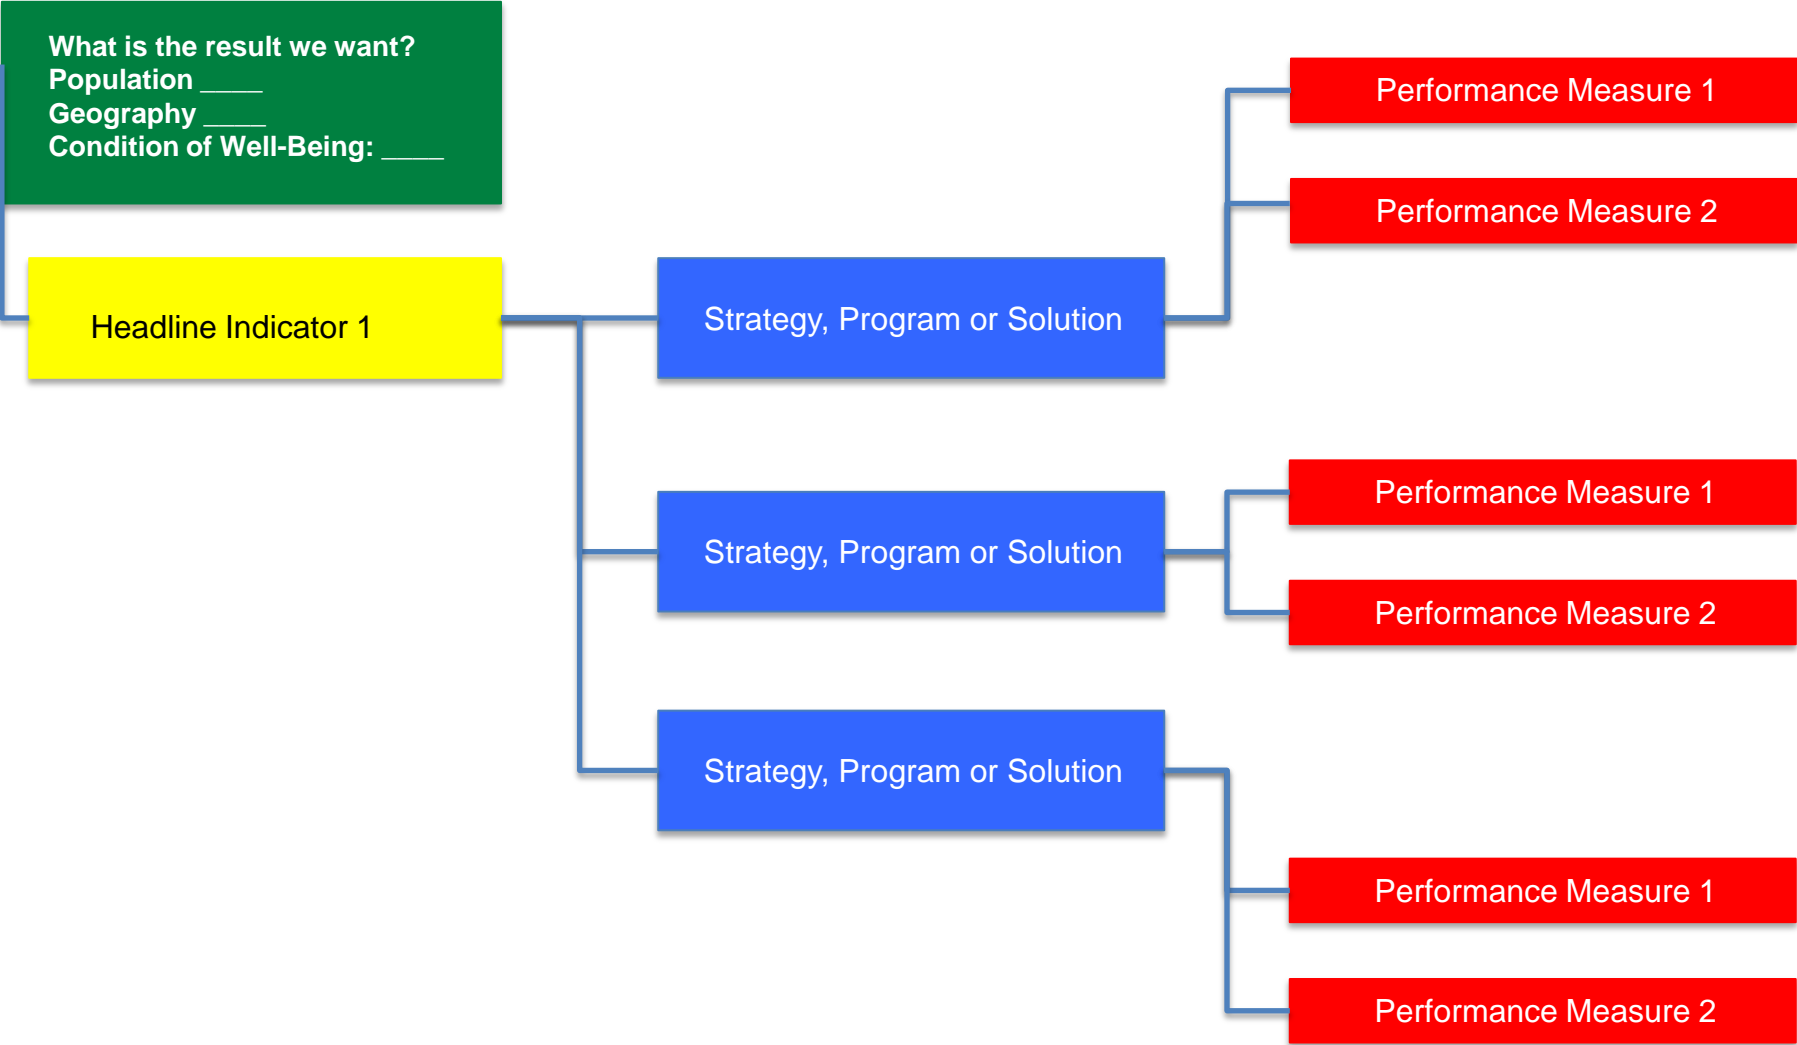 What is the result we want?
Population ____
Geography ____
Condition of Well-Being: ____
Headline Indicator 1
Strategy, Program or Solution
Performance Measure 1
Performance Measure 2
Strategy, Program or Solution
Performance Measure 1
Performance Measure 2
Strategy, Program or Solution
Performance Measure 1
Performance Measure 2